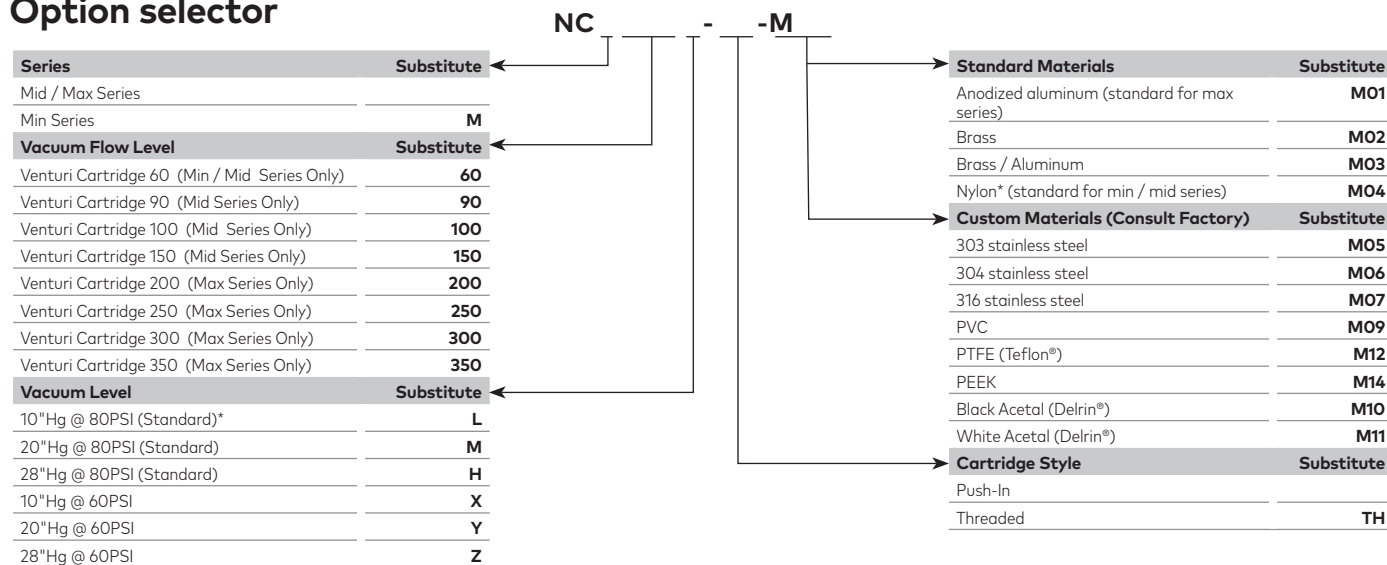 Option selector
NC _ ___ _-__-M___
Series Substitute
Mid / Max Series
Min Series M
Vacuum Flow Level Substitute
Venturi Cartridge 60 (Min / Mid Series Only) 60
Venturi Cartridge 90 (Mid Series Only) 90
Venturi Cartridge 100 (Mid Series Only) 100
Venturi Cartridge 150 (Mid Series Only) 150
Venturi Cartridge 200 (Max Series Only) 200
Venturi Cartridge 250 (Max Series Only) 250
Venturi Cartridge 300 (Max Series Only) 300
Venturi Cartridge 350 (Max Series Only) 350
Vacuum Level Substitute
10"Hg @ 80PSI (Standard)* L
20"Hg @ 80PSI (Standard) M
28"Hg @ 80PSI (Standard) H
10"Hg @ 60PSI X
20"Hg @ 60PSI Y
28"Hg @ 60PSI Z
Standard Materials Substitute
Anodized aluminum (standard for max M01
series)
Brass M02
Brass / Aluminum M03
Nylon* (standard for min / mid series) M04
Custom Materials (Consult Factory) Substitute
303 stainless steel M05
304 stainless steel M06
316 stainless steel M07
PVC M09
PTFE (Teflon®) M12
PEEK M14
Black Acetal (Delrin®) M10
White Acetal (Delrin®) M11
Cartridge Style Substitute
Push-In
Threaded TH